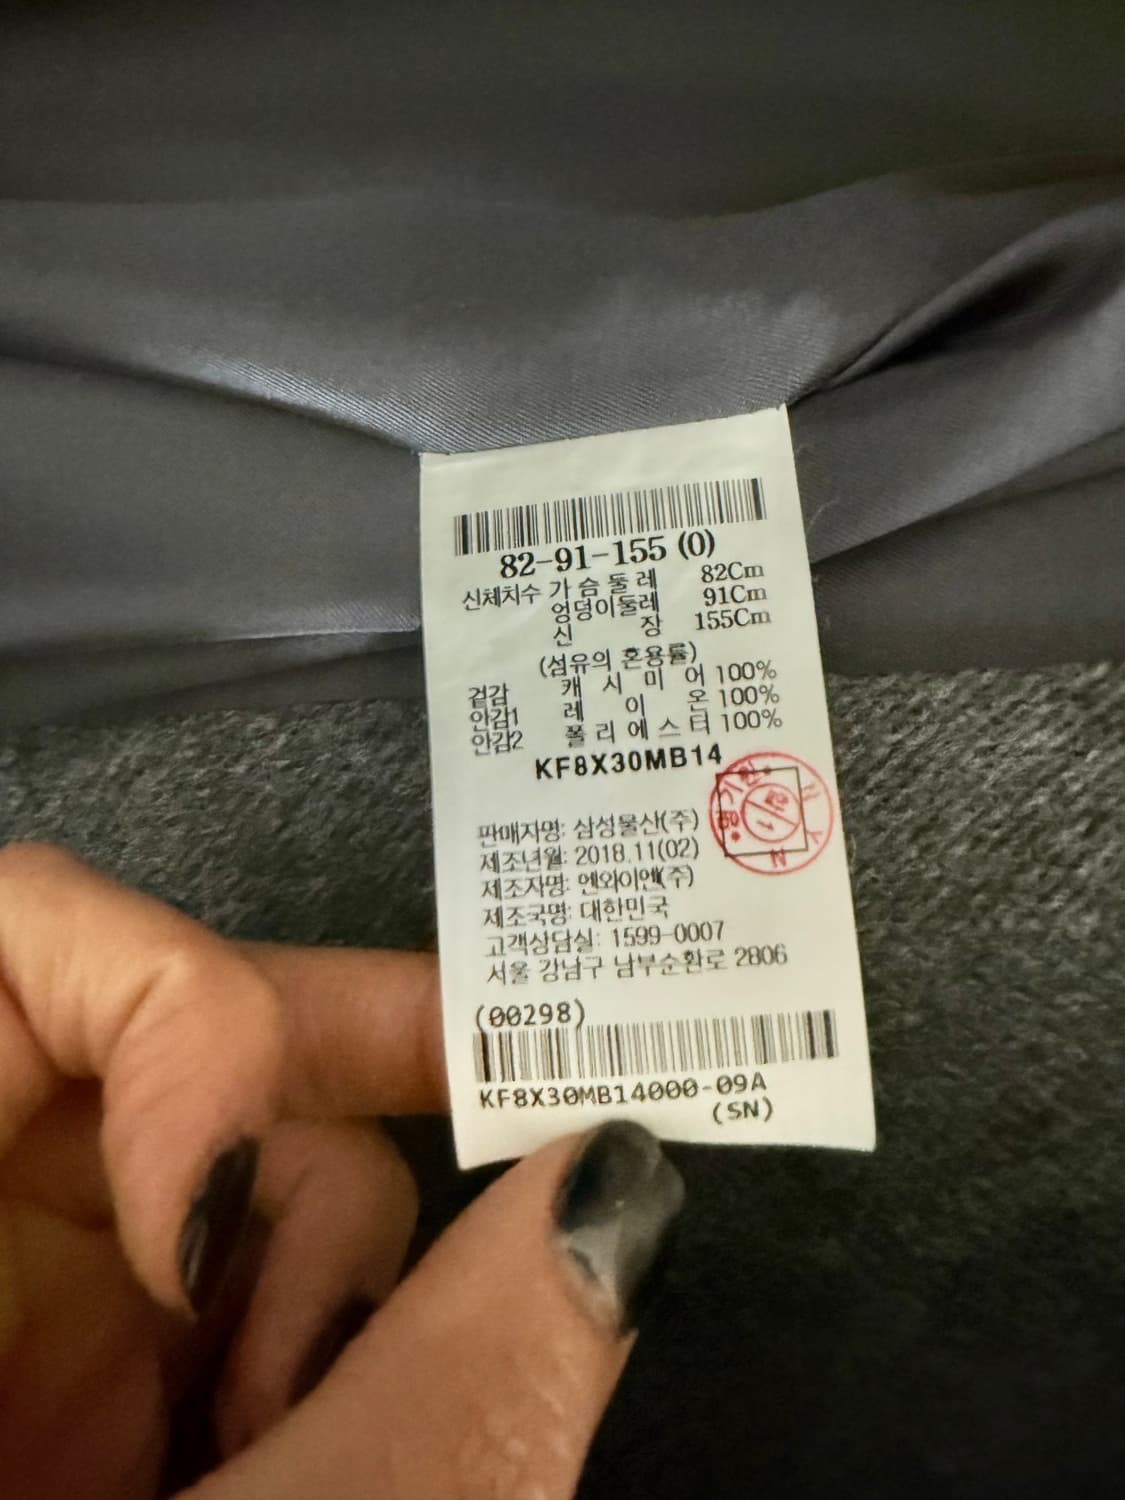 82-91-155 (0)
신체치수 가슴둘레 82Cm
엉덩이둘레 91Cm
신 장 155Cm
(섬유의 혼용률)
겉감 캐 시 미 어 100%
안감1 레 이 온 100%
안감2 폴 리 에 스 터 100%
KF8X30MB14
판매자명: 삼성물산(주)
제조년월: 2018.11(02)
제조자명: 엔와이엔(주)
제조국명: 대한민국
고객상담실: 1599-0007
서울 강남구 남부순환로 2806
(00298)
KF8X30MB14000-09A
(SN)